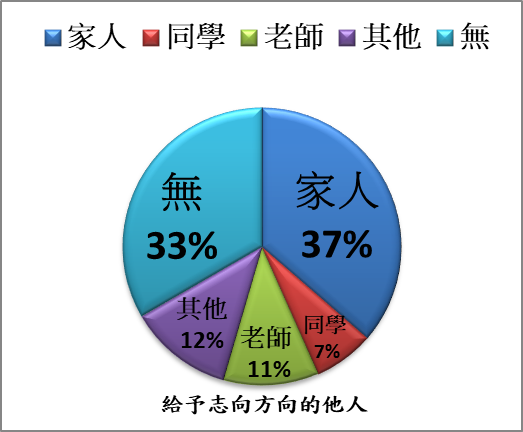 家人 同學 老師 其他 無
無
33%
家人
37%
其他
12%
老師
11%
同學
7%
給予志向方向的他人